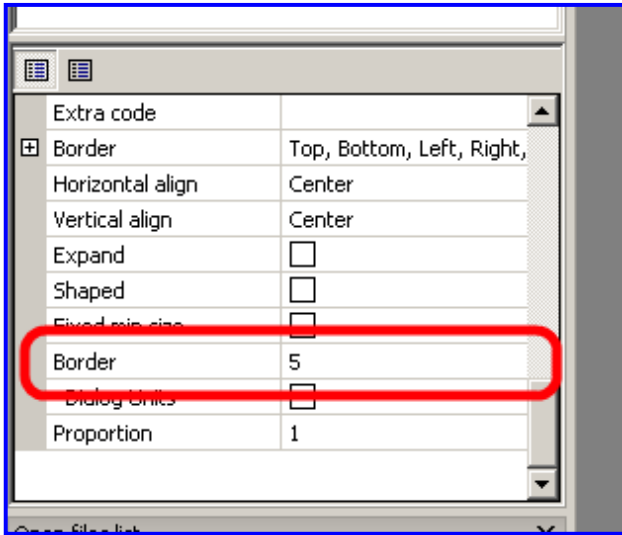 Extra code
Border Top, Bottom, Left, Right,
Horizontal align Center
Vertical align Center
Expand
Shaped
Fixed min size
Border 5
Dialog Units
Proportion 1
Open files list